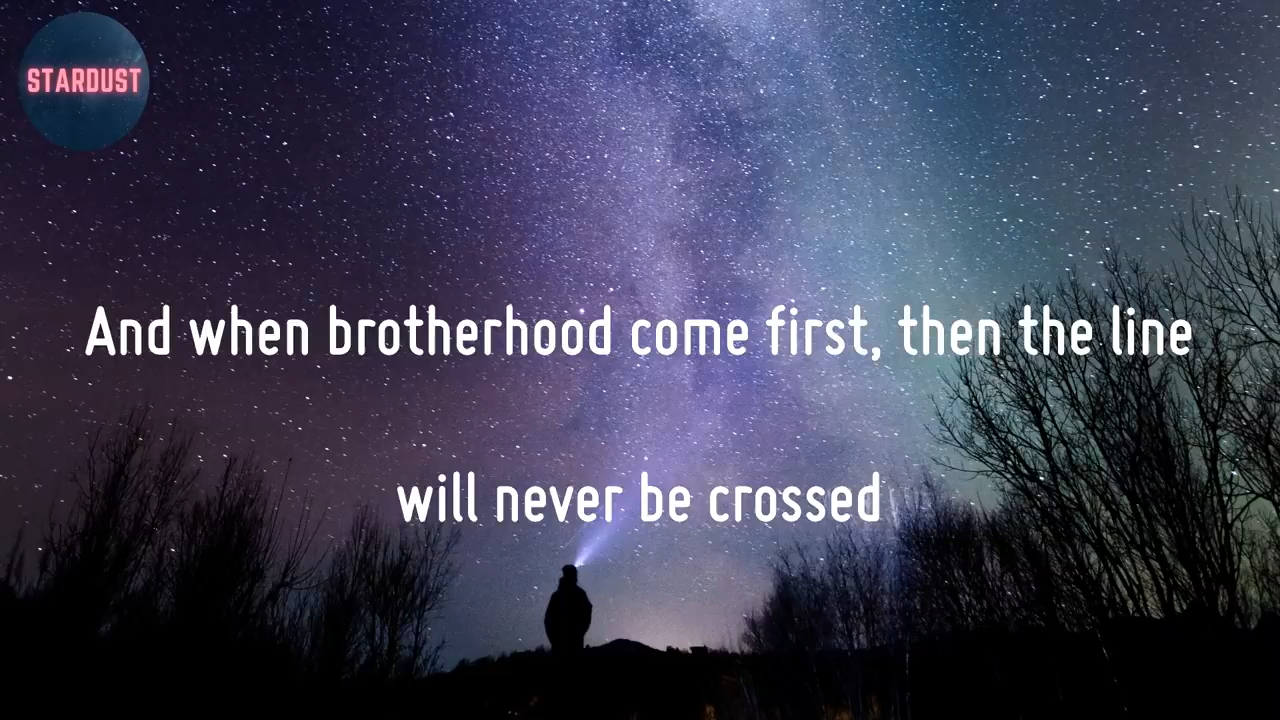 STARDUST
And when brotherhood come first, then the line
will never be crossed